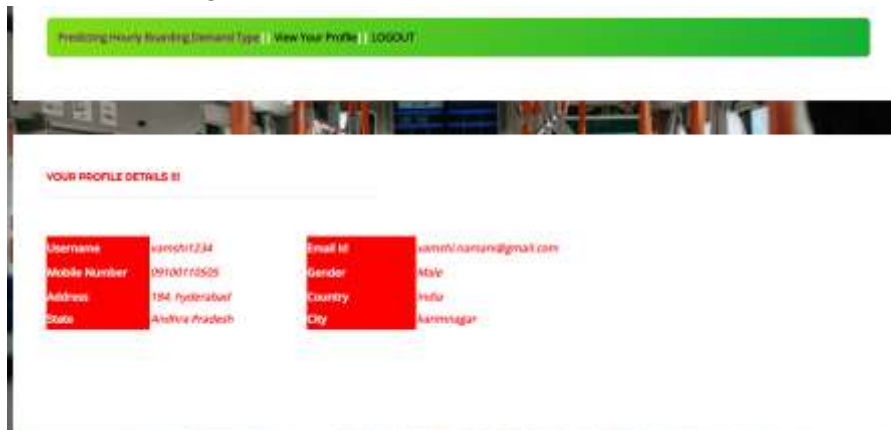 Predicting Hourly Boarding Demand Type || View Your Profile || LOGOUT
YOUR PROFILE DETAILS !!!
Username vamshi1234 Email Id vamshi.namani@gmail.com
Mobile Number 09100110505 Gender Male
Address 194, hyderabad Country India
State Andhra Pradesh City karimnagar